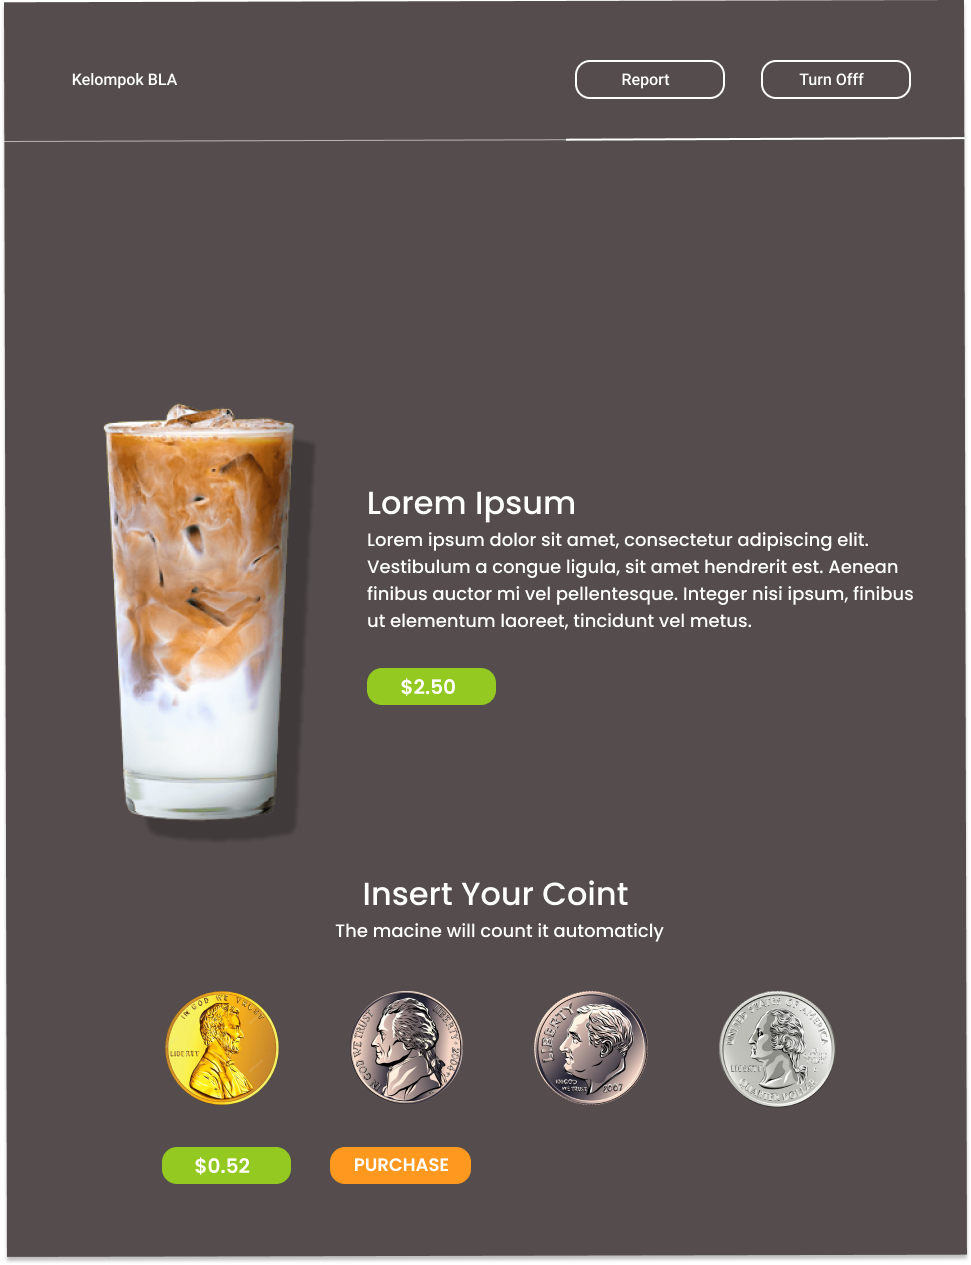 Kelompok BLA
Report
Turn Offf
Lorem Ipsum
Lorem ipsum dolor sit amet, consectetur adipiscing elit.
Vestibulum a congue ligula, sit amet hendrerit est. Aenean
finibus auctor mi vel pellentesque. Integer nisi ipsum, finibus
ut elementum laoreet, tincidunt vel metus.
$2.50
Insert Your Coint
The macine will count it automaticly
IN GOD WE TRUST
LIBERTY
IN GOD WE TRUST
LIBERTY
LIBERTY
IN GOD
WE TRUST
2007
UNITED STATES OF AMERICA
LIBERTY
QUARTER DOLLAR
$0.52
PURCHASE